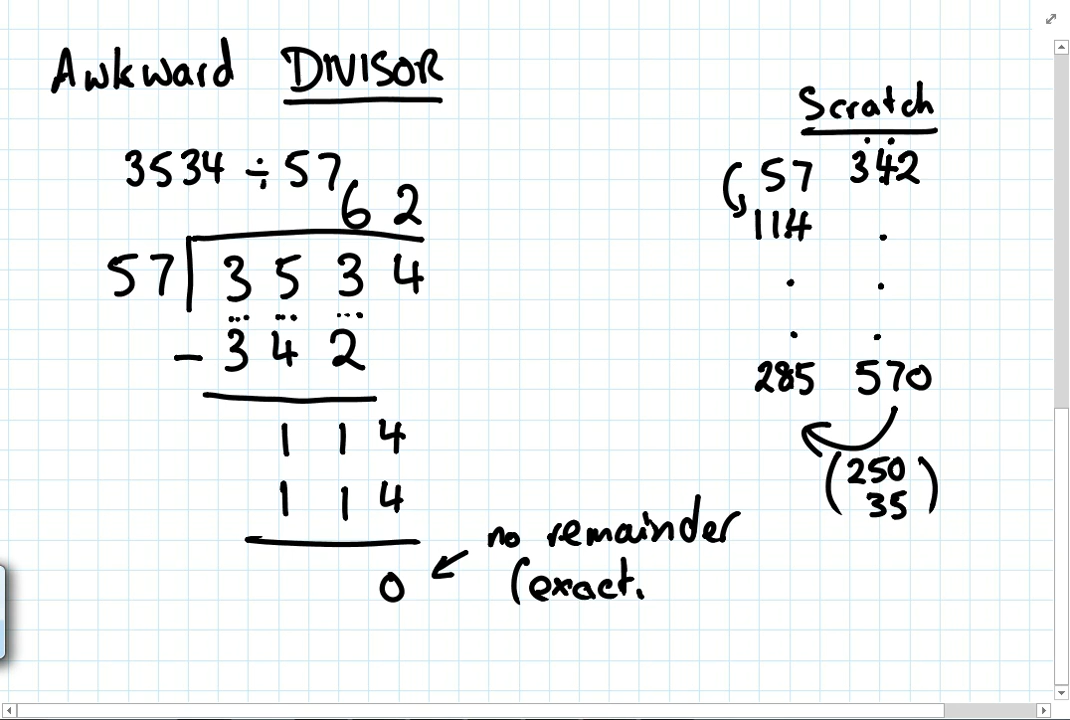 Awkward DIVISOR
3534 ÷ 57
62
57 3534
- 342
114
114
0
no remainder
(exact.
Scratch
57 342
114 .
. .
. .
285 570
(250
35)